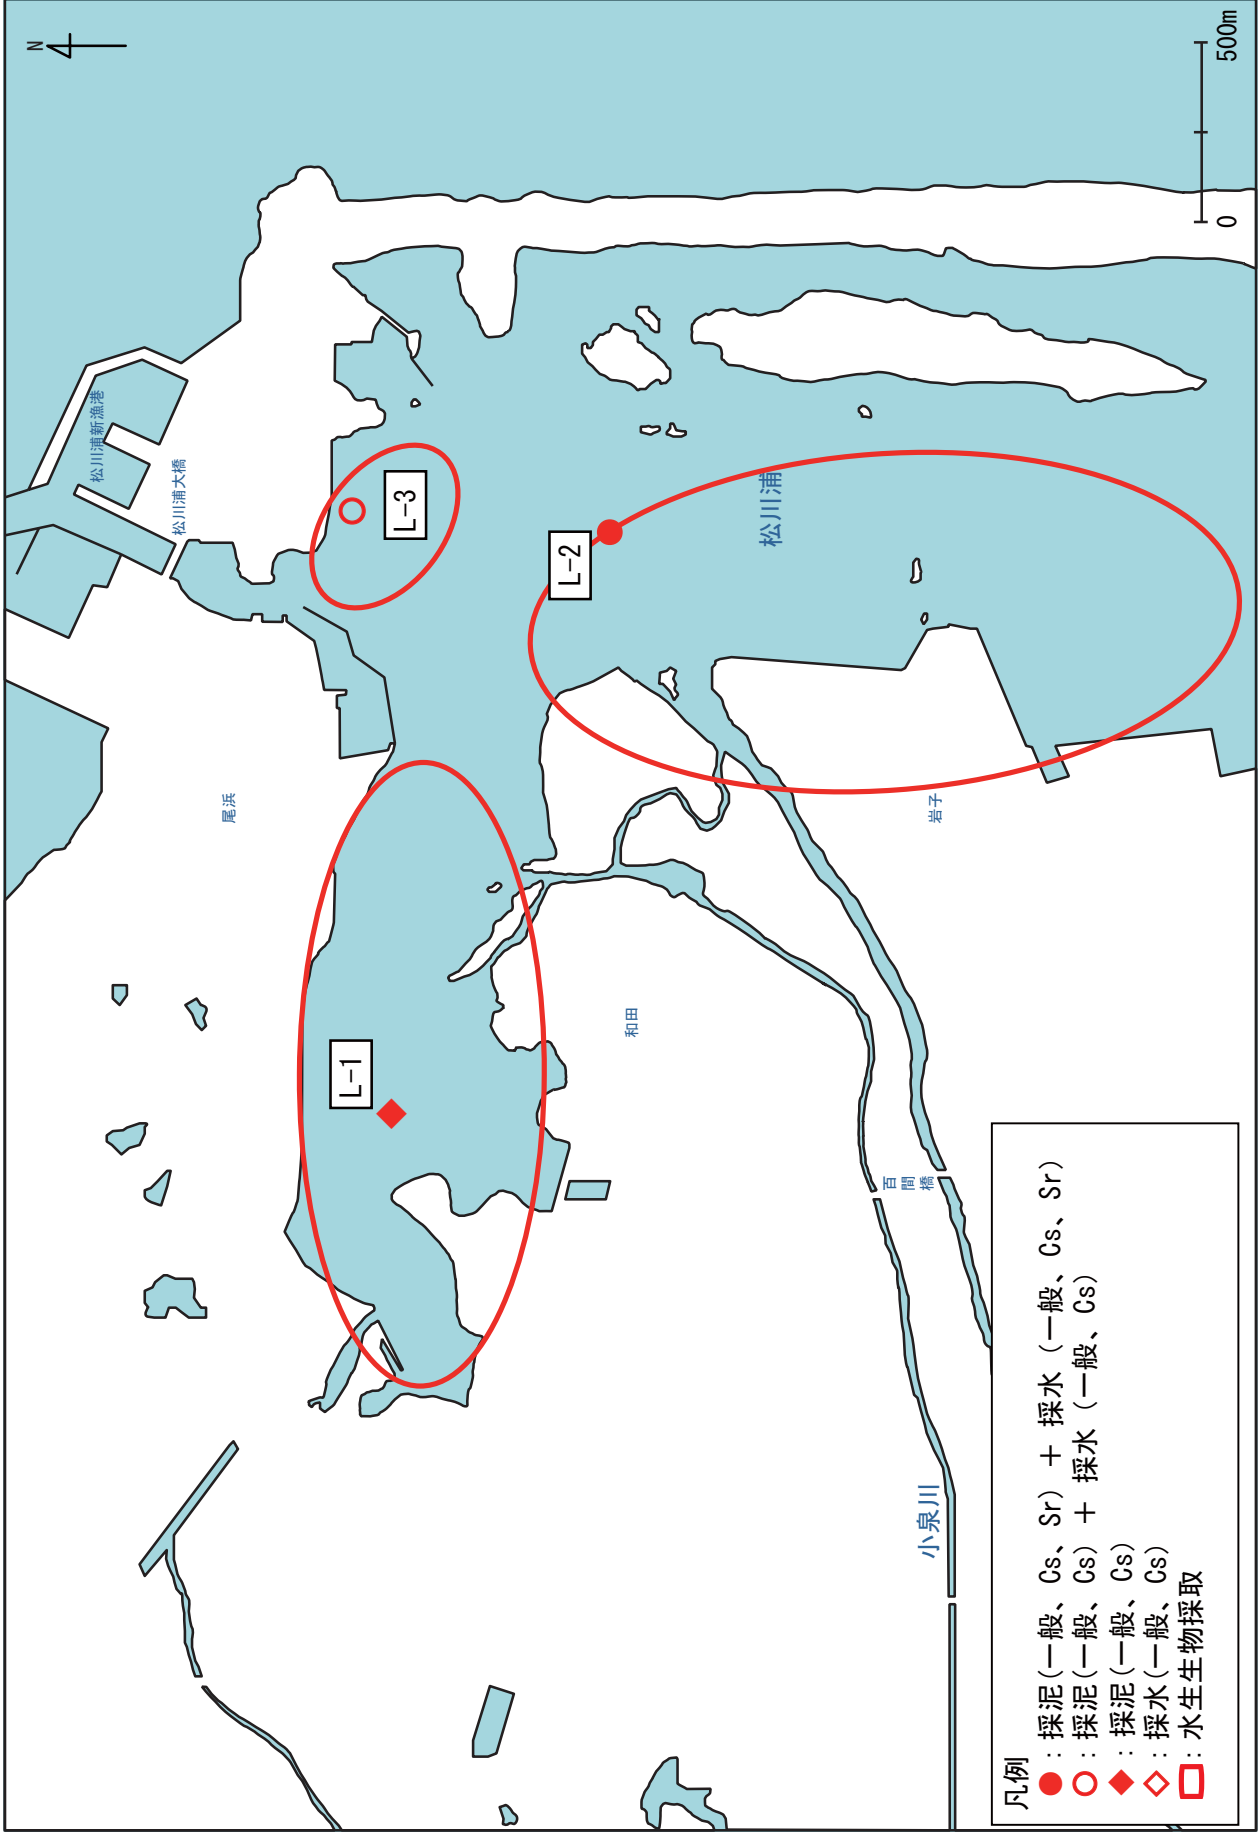 N
松川浦新漁港
松川浦大橋
尾浜
L-3
L-1
L-2
松川浦
和田
岩子
百間橋
小泉川
0
500m
凡例
●：採泥(一般、Cs、Sr) ＋ 採水 (一般、Cs、Sr)
○：採泥(一般、Cs) ＋ 採水 (一般、Cs)
◆：採泥(一般、Cs)
◇：採水(一般、Cs)
：水生生物採取